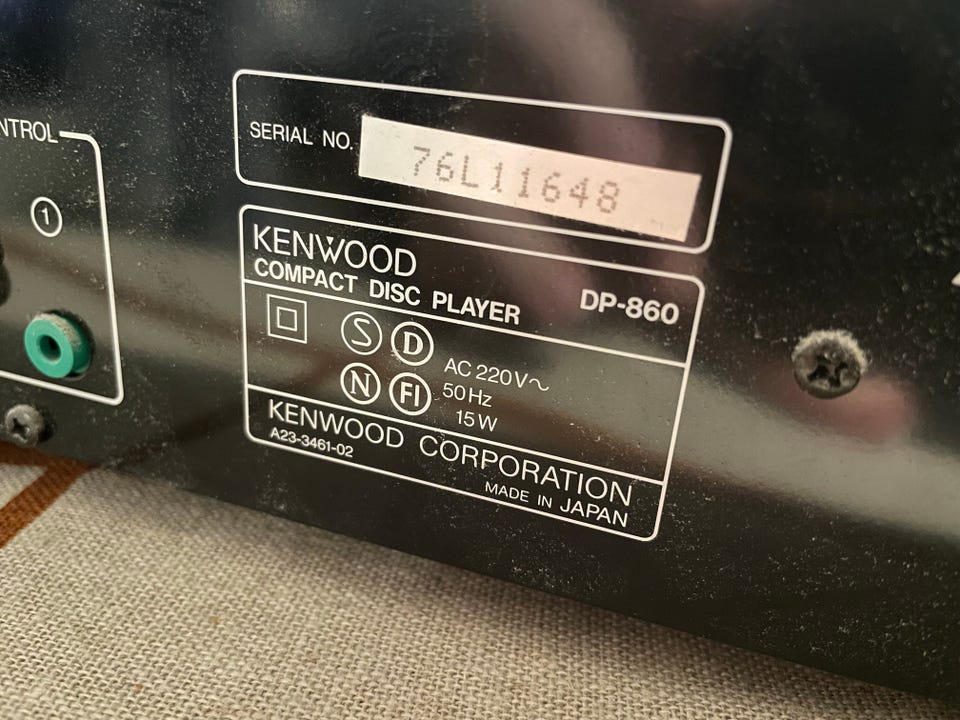 NTROL
1
SERIAL NO. 76L11648
KENWOOD
COMPACT DISC PLAYER DP-860
S D
N FI
AC 220V~
50Hz
15W
KENWOOD CORPORATION
A23-3461-02
MADE IN JAPAN